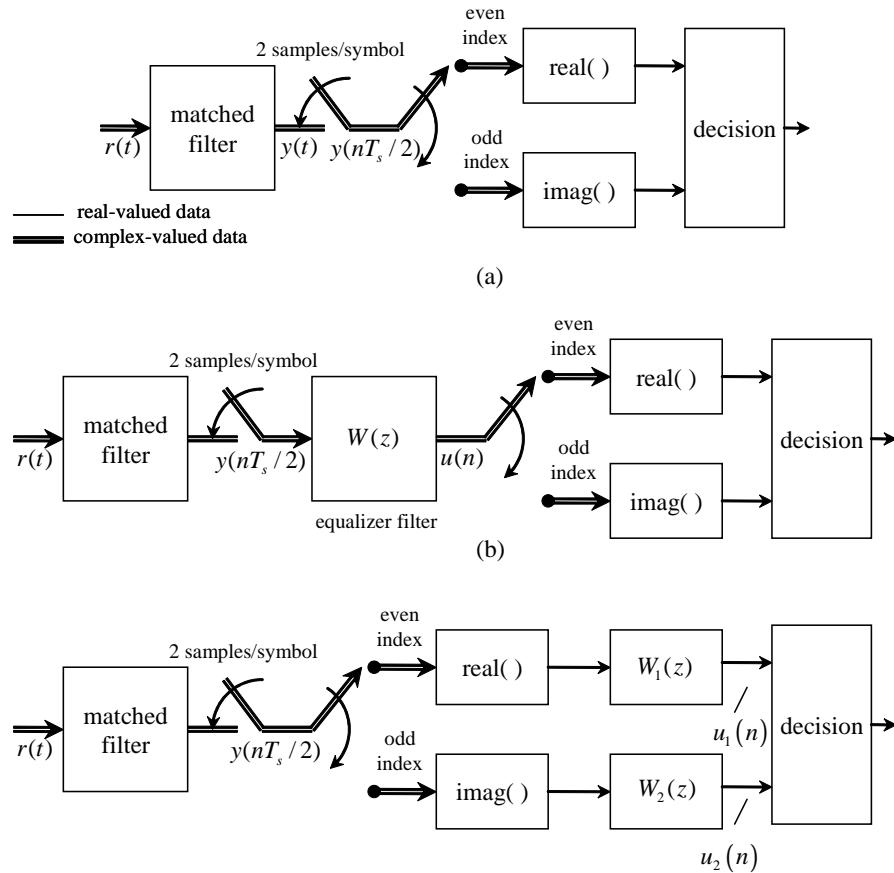 even
index
2 samples/symbol
real( )
matched
filter
decision
r(t)
y(t)
y(nT_s/2)
odd
index
imag( )
real-valued data
complex-valued data
(a)
even
index
2 samples/symbol
real( )
matched
filter
W(z)
decision
r(t)
y(nT_s/2)
u(n)
odd
index
imag( )
equalizer filter
(b)
even
index
2 samples/symbol
real( )
W_1(z)
matched
filter
decision
r(t)
y(nT_s/2)
u_1(n)
odd
index
imag( )
W_2(z)
u_2(n)